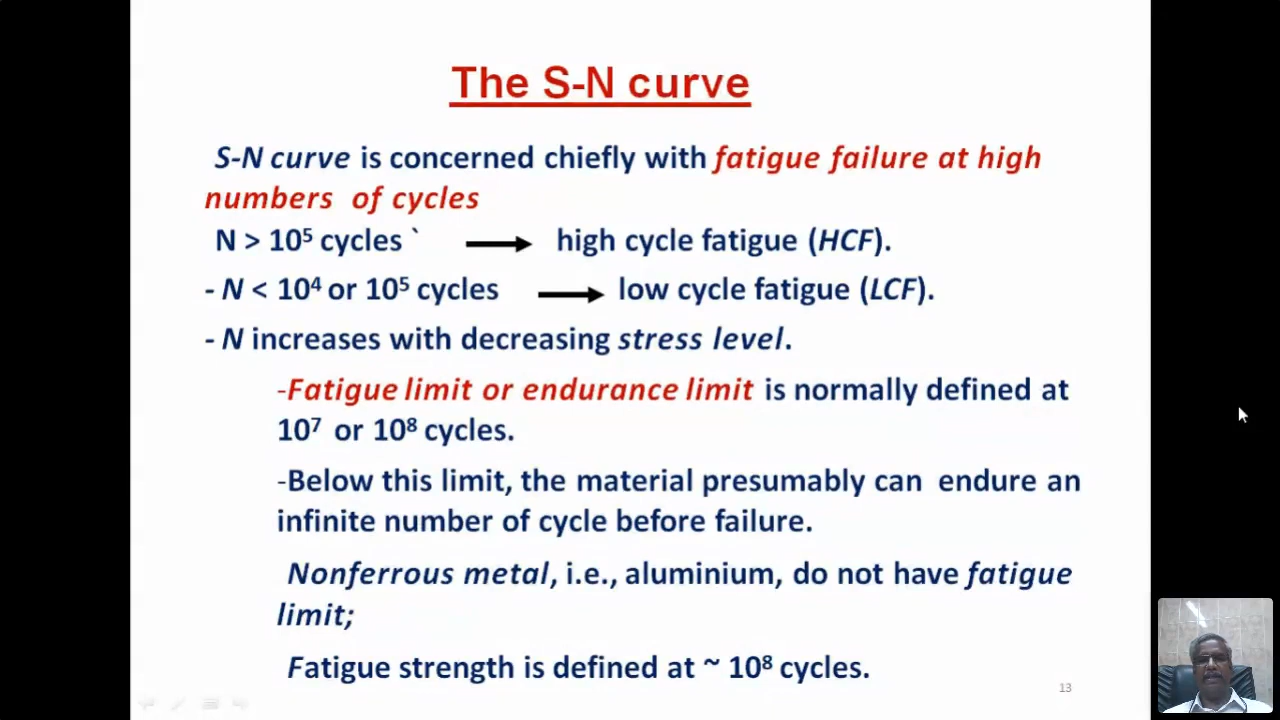 The S-N curve
S-N curve is concerned chiefly with fatigue failure at high
numbers of cycles
N > 10⁵ cycles ` → high cycle fatigue (HCF).
- N < 10⁴ or 10⁵ cycles → low cycle fatigue (LCF).
- N increases with decreasing stress level.
-Fatigue limit or endurance limit is normally defined at
10⁷ or 10⁸ cycles.
-Below this limit, the material presumably can endure an
infinite number of cycle before failure.
Nonferrous metal, i.e., aluminium, do not have fatigue
limit;
Fatigue strength is defined at ~ 10⁸ cycles.
13